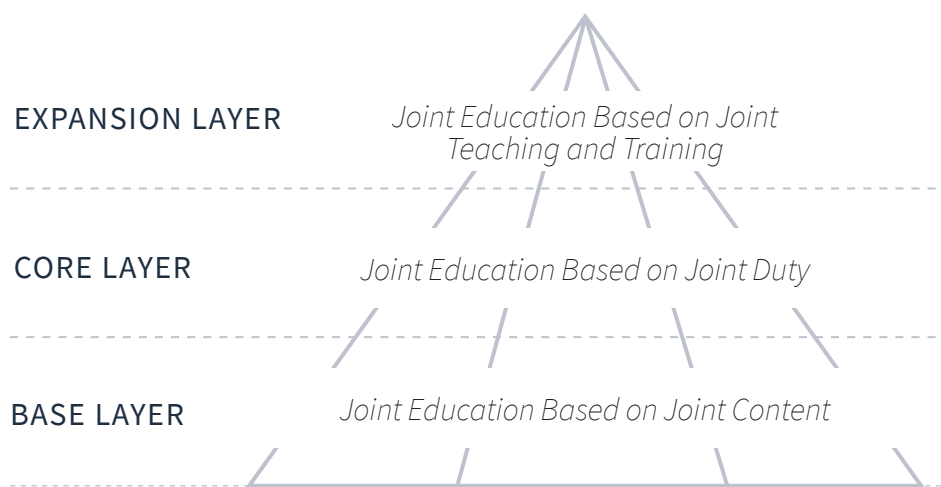 EXPANSION LAYER
Joint Education Based on Joint
Teaching and Training
CORE LAYER
Joint Education Based on Joint Duty
BASE LAYER
Joint Education Based on Joint Content